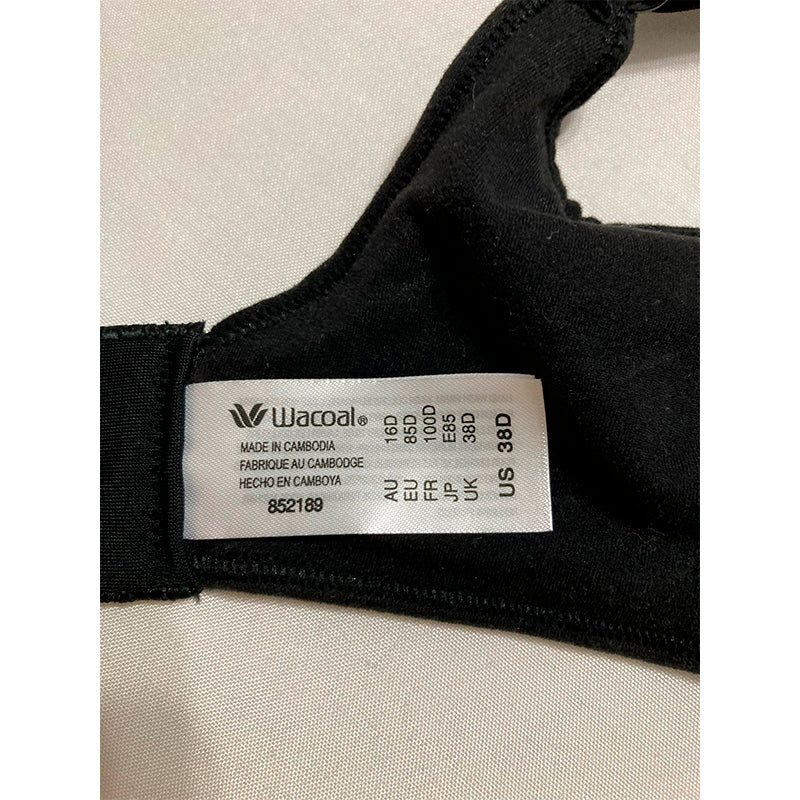 Wacoal®
MADE IN CAMBODIA
FABRIQUE AU CAMBODGE
HECHO EN CAMBOYA
852189
AU 16D
EU 85D
FR 100D
JP E85
UK 38D
US 38D